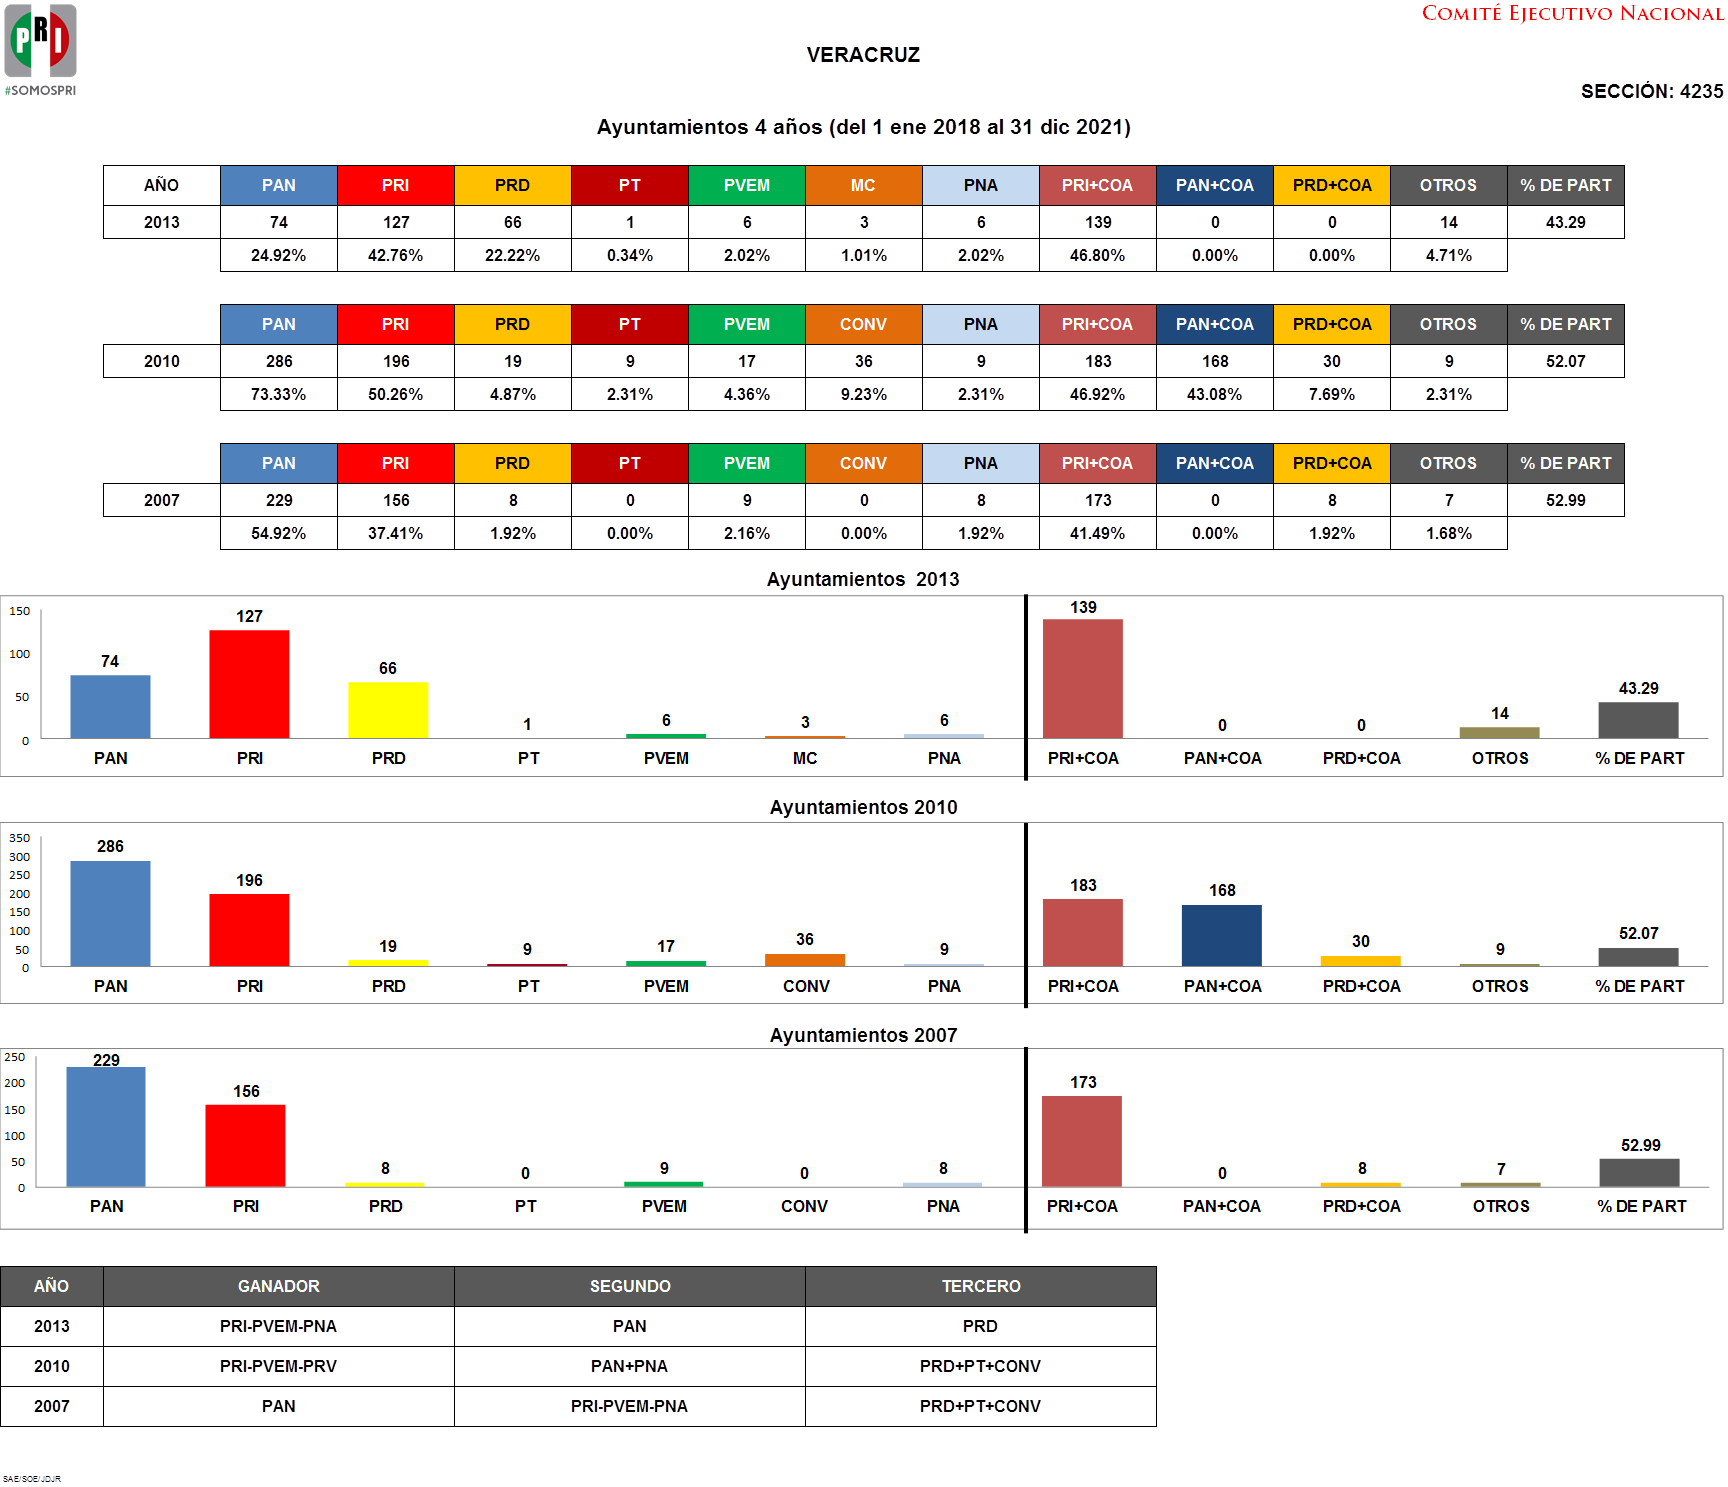 COMITÉ EJECUTIVO NACIONAL
PRI
#SOMOSPRI
VERACRUZ
SECCIÓN: 4235
Ayuntamientos 4 años (del 1 ene 2018 al 31 dic 2021)
AÑO PAN PRI PRD PT PVEM MC PNA PRI+COA PAN+COA PRD+COA OTROS % DE PART
2013 74 127 66 1 6 3 6 139 0 0 14 43.29
24.92% 42.76% 22.22% 0.34% 2.02% 1.01% 2.02% 46.80% 0.00% 0.00% 4.71%
PAN PRI PRD PT PVEM CONV PNA PRI+COA PAN+COA PRD+COA OTROS % DE PART
2010 286 196 19 9 17 36 9 183 168 30 9 52.07
73.33% 50.26% 4.87% 2.31% 4.36% 9.23% 2.31% 46.92% 43.08% 7.69% 2.31%
PAN PRI PRD PT PVEM CONV PNA PRI+COA PAN+COA PRD+COA OTROS % DE PART
2007 229 156 8 0 9 0 8 173 0 8 7 52.99
54.92% 37.41% 1.92% 0.00% 2.16% 0.00% 1.92% 41.49% 0.00% 1.92% 1.68%
Ayuntamientos 2013
150
100
50
0
74 127 66 1 6 3 6 139 0 0 14 43.29
PAN PRI PRD PT PVEM MC PNA PRI+COA PAN+COA PRD+COA OTROS % DE PART
Ayuntamientos 2010
350
300
250
200
150
100
50
0
286 196 19 9 17 36 9 183 168 30 9 52.07
PAN PRI PRD PT PVEM CONV PNA PRI+COA PAN+COA PRD+COA OTROS % DE PART
Ayuntamientos 2007
250
200
150
100
50
0
229 156 8 0 9 0 8 173 0 8 7 52.99
PAN PRI PRD PT PVEM CONV PNA PRI+COA PAN+COA PRD+COA OTROS % DE PART
AÑO GANADOR SEGUNDO TERCERO
2013 PRI-PVEM-PNA PAN PRD
2010 PRI-PVEM-PRV PAN+PNA PRD+PT+CONV
2007 PAN PRI-PVEM-PNA PRD+PT+CONV
SAE/SOE/JDJR